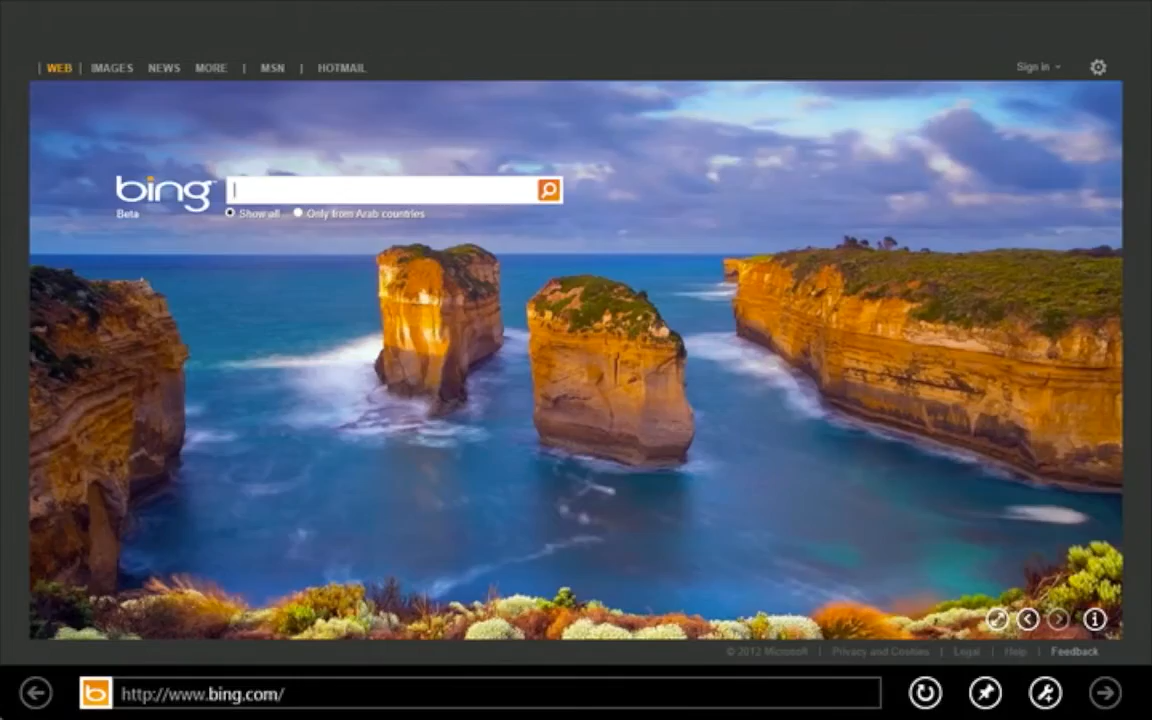 | WEB | IMAGES NEWS MORE | MSN | HOTMAIL
Sign in
bing
Beta
Show all Only from Arab countries
© 2012 Microsoft | Privacy and Cookies | Legal | Help | Feedback
http://www.bing.com/